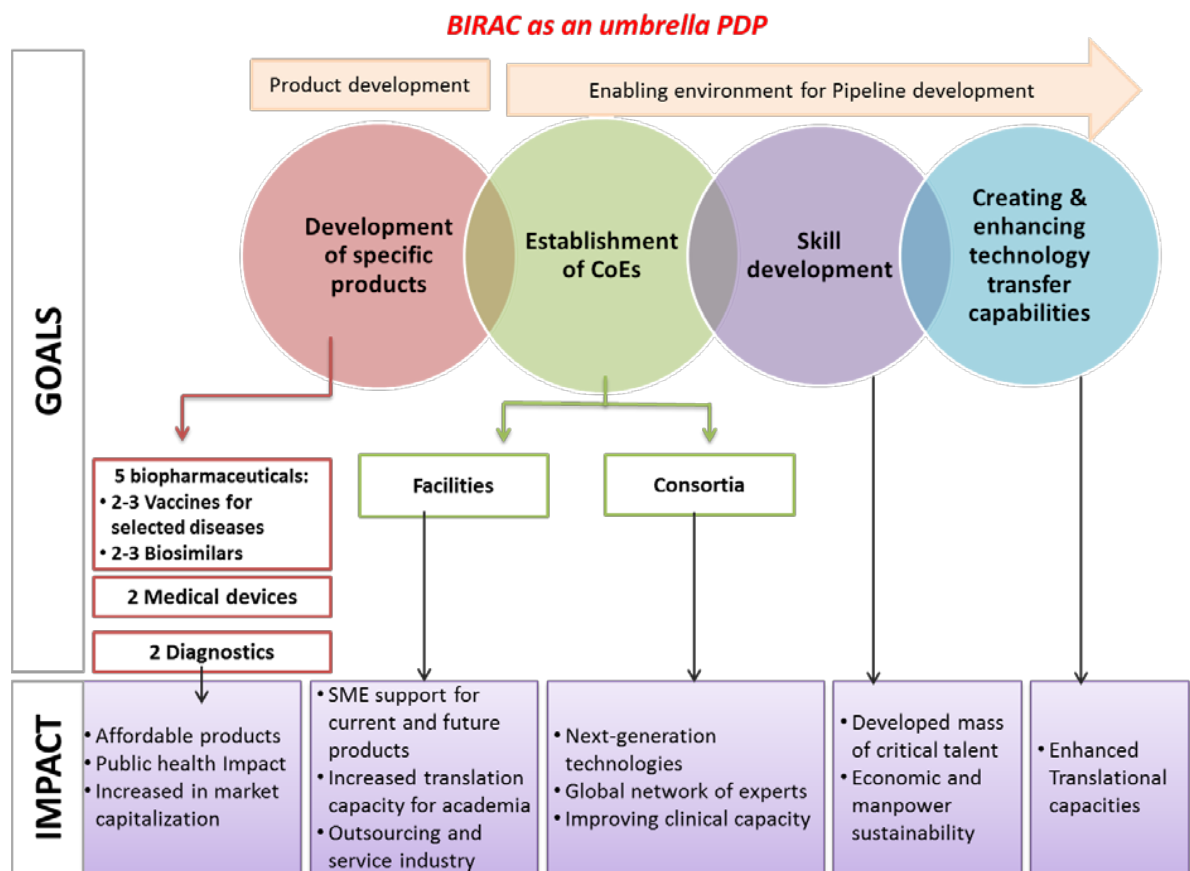 BIRAC as an umbrella PDP
Product development
Enabling environment for Pipeline development
GOALS
Development
of specific
products
Establishment
of CoEs
Skill
development
Creating &
enhancing
technology
transfer
capabilities
5 biopharmaceuticals:
• 2-3 Vaccines for
selected diseases
• 2-3 Biosimilars
2 Medical devices
2 Diagnostics
Facilities
Consortia
IMPACT
• Affordable products
• Public health Impact
• Increased in market
capitalization
• SME support for
current and future
products
• Increased translation
capacity for academia
• Outsourcing and
service industry
• Next-generation
technologies
• Global network of experts
• Improving clinical capacity
• Developed mass
of critical talent
• Economic and
manpower
sustainability
• Enhanced
Translational
capacities